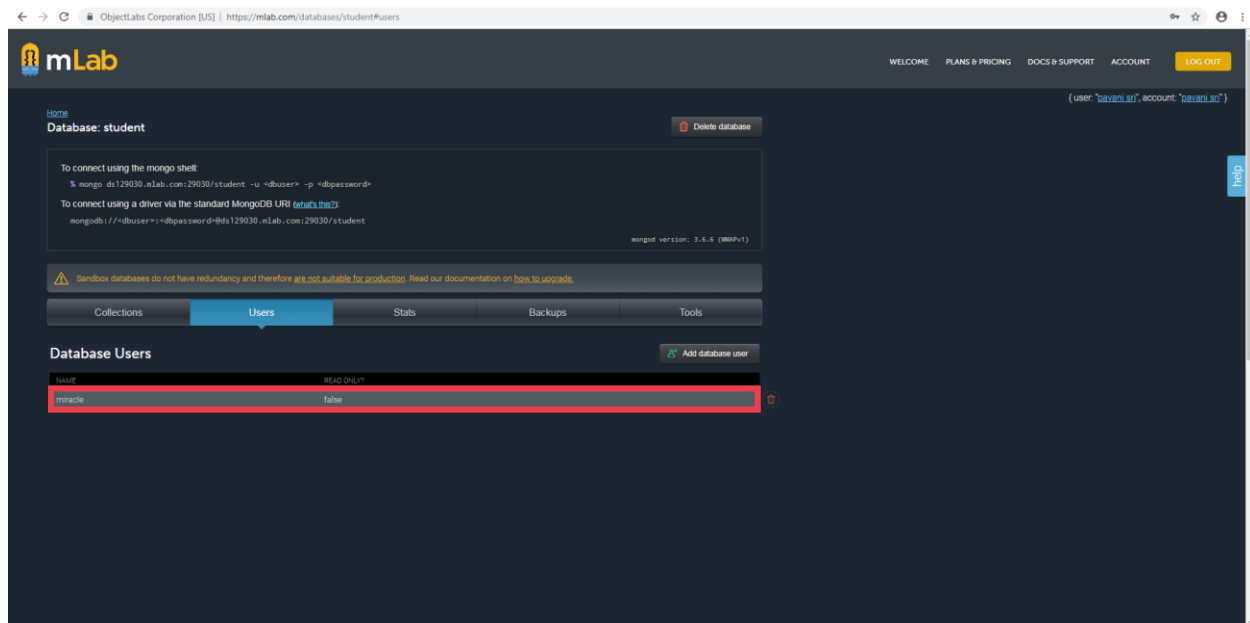 ObjectLabs Corporation [US] | https://mlab.com/databases/student#users
mLab
WELCOME PLANS & PRICING DOCS & SUPPORT ACCOUNT LOG OUT
{ user: "pavani sri", account: "pavani sri" }
Home
Database: student
Delete database
help
To connect using the mongo shell:
% mongo ds129030.mlab.com:29030/student -u <dbuser> -p <dbpassword>
To connect using a driver via the standard MongoDB URI (what's this?):
mongodb://<dbuser>:<dbpassword>@ds129030.mlab.com:29030/student
mongod version: 3.6.6 (MMAPv1)
Sandbox databases do not have redundancy and therefore are not suitable for production. Read our documentation on how to upgrade.
Collections Users Stats Backups Tools
Database Users
Add database user
NAME READ ONLY?
miracle false